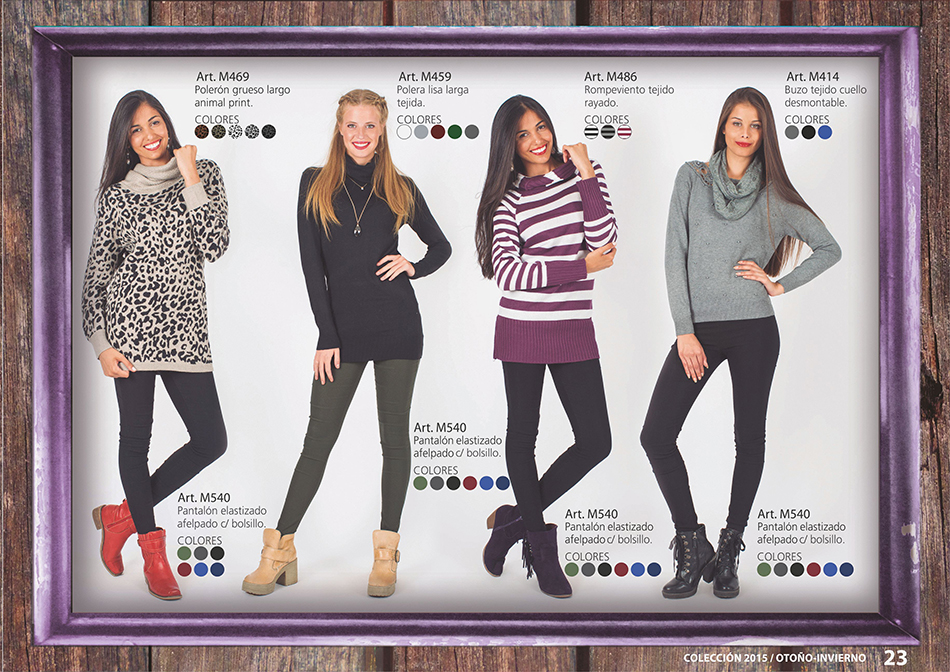 Art. M469
Polerón grueso largo
animal print.
COLORES
Art. M459
Polera lisa larga
tejida.
COLORES
Art. M486
Rompeviento tejido
rayado.
COLORES
Art. M414
Buzo tejido cuello
desmontable.
COLORES
Art. M540
Pantalón elastizado
afelpado c/ bolsillo.
COLORES
Art. M540
Pantalón elastizado
afelpado c/ bolsillo.
COLORES
Art. M540
Pantalón elastizado
afelpado c/ bolsillo.
COLORES
Art. M540
Pantalón elastizado
afelpado c/ bolsillo.
COLORES
COLECCIÓN 2015 / OTOÑO-INVIERNO 23